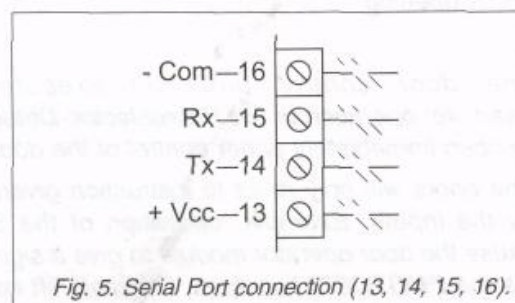 - Com—16
Rx—15
Tx—14
+ Vcc—13
Fig. 5. Serial Port connection (13, 14, 15, 16).